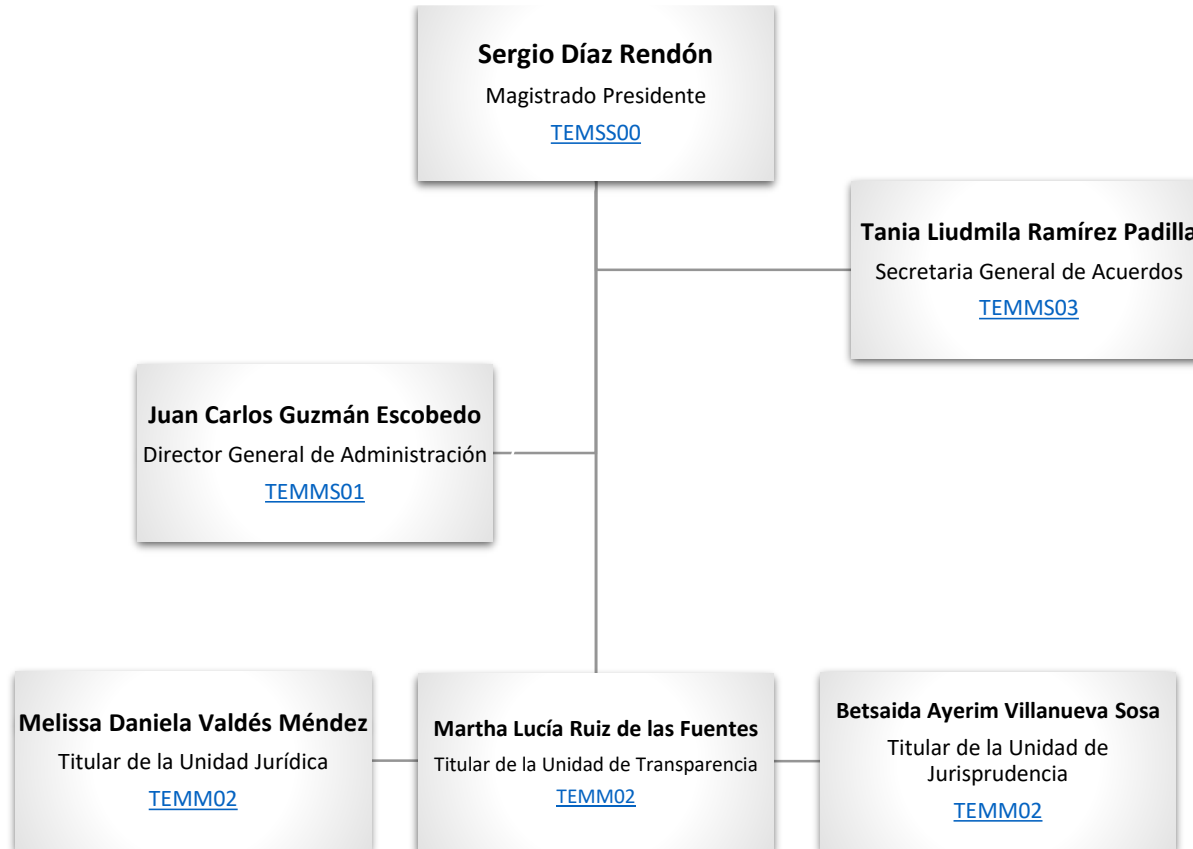 Sergio Díaz Rendón
Magistrado Presidente
TEMSS00
Tania Liudmila Ramírez Padilla
Secretaria General de Acuerdos
TEMMS03
Juan Carlos Guzmán Escobedo
Director General de Administración
TEMMS01
Melissa Daniela Valdés Méndez
Titular de la Unidad Jurídica
TEMM02
Martha Lucía Ruiz de las Fuentes
Titular de la Unidad de Transparencia
TEMM02
Betsaida Ayerim Villanueva Sosa
Titular de la Unidad de
Jurisprudencia
TEMM02